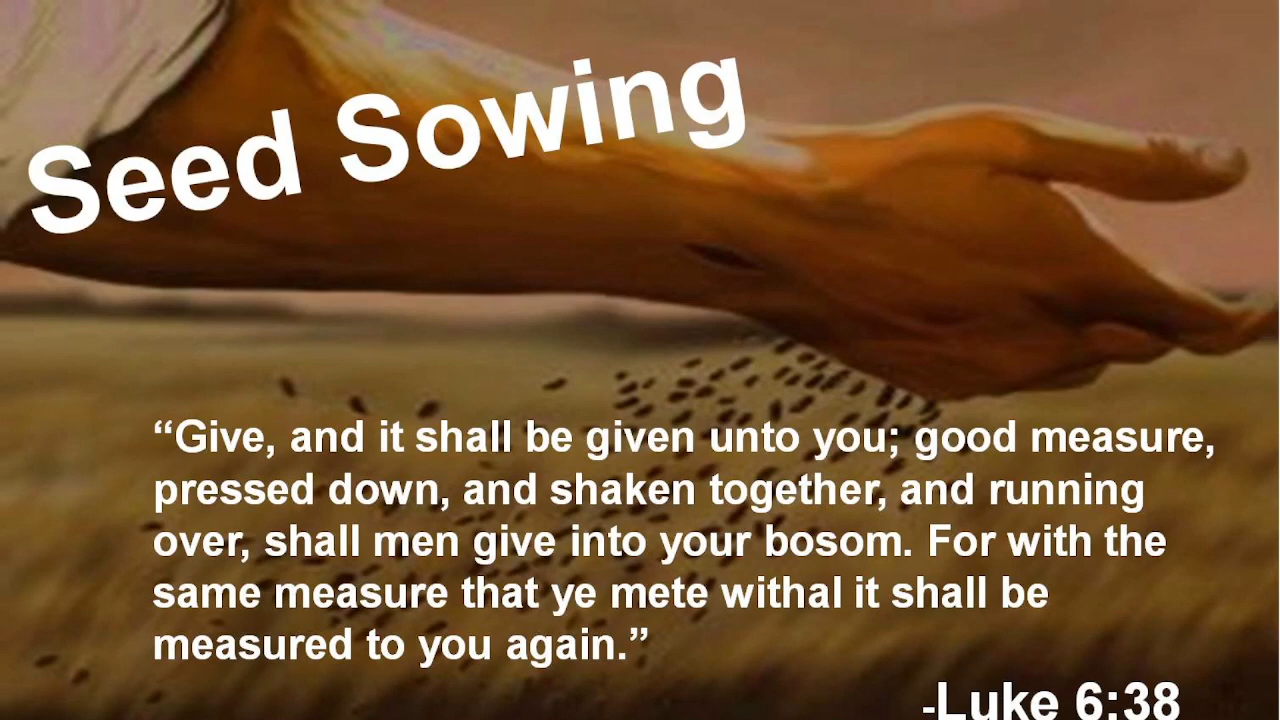 Seed Sowing
“Give, and it shall be given unto you; good measure,
pressed down, and shaken together, and running
over, shall men give into your bosom. For with the
same measure that ye mete withal it shall be
measured to you again.”
-Luke 6:38